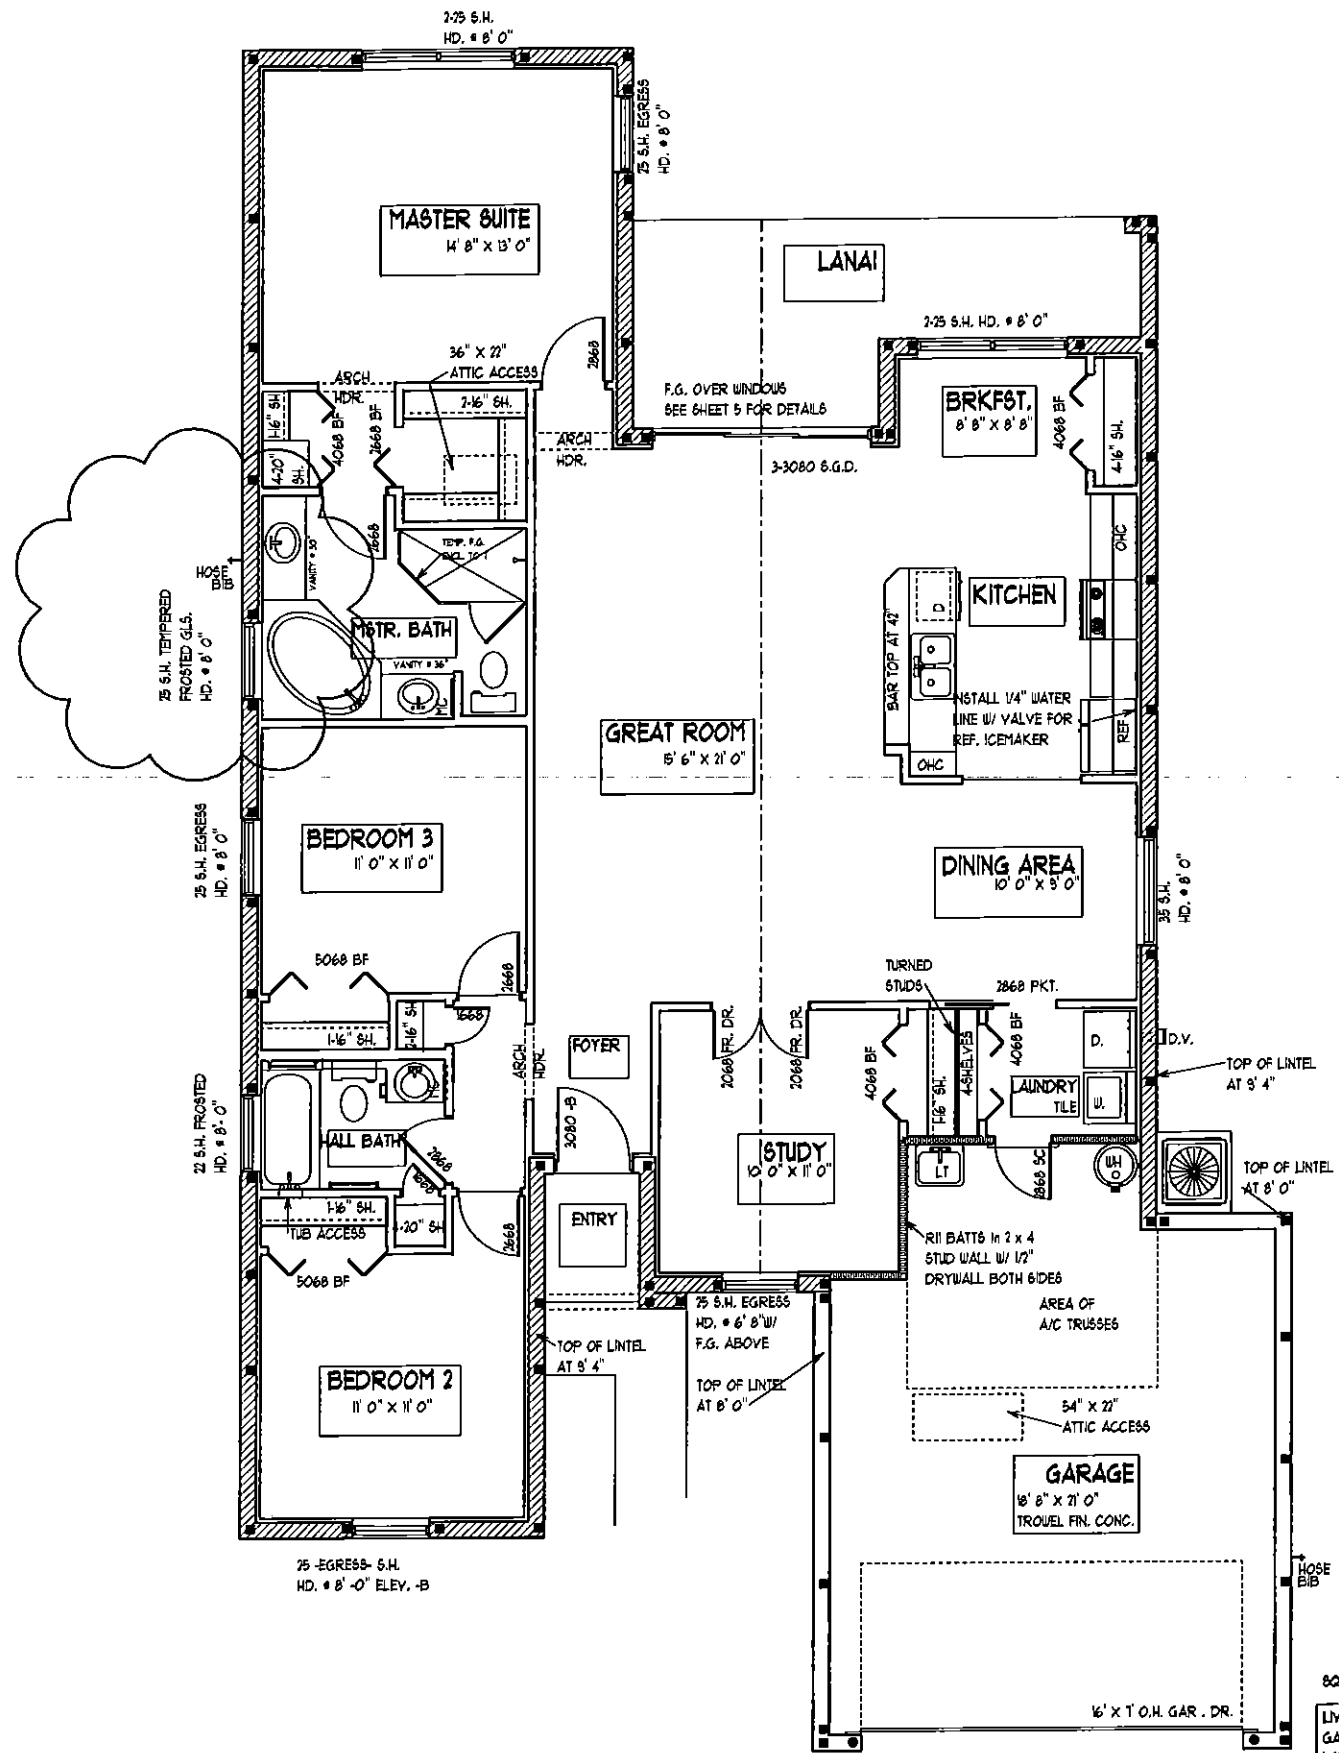 2-25 S.H.
HD. @ 8' 0"
25 S.H. EGRESS
HD. @ 8' 0"
MASTER SUITE
14' 8" X 13' 0"
LANAI
2-25 S.H. HD. @ 8' 0"
36" X 22"
ATTIC ACCESS
2868
ARCH
HDR.
2-16" SH.
1-16" SH
4068 BF
2668 BF
4-20"
SH.
ARCH
HDR.
F.G. OVER WINDOWS
SEE SHEET 5 FOR DETAILS
BRKFST.
8' 8" X 8' 8"
4068 BF
4-16" SH.
3-3080 S.G.D.
HOSE
BIB
VANITY @ 30"
2668
TEMP. F.G.
OHC
KITCHEN
D
BAR TOP AT 42"
25 S.H. TEMPERED
FROSTED GLS.
HD. @ 8' 0"
MSTR. BATH
VANITY @ 36"
MC
INSTALL 1/4" WATER
LINE W/ VALVE FOR
REF. ICEMAKER
REF.
OHC
GREAT ROOM
15' 6" X 21' 0"
25 S.H. EGRESS
HD. @ 8' 0"
BEDROOM 3
11' 0" X 11' 0"
DINING AREA
10' 0" X 9' 0"
35 S.H.
HD. @ 8' 0"
5068 BF
2668
TURNED
STUDS
2868 PKT.
1-16" SH.
2-16" SH
1668
ARCH
HDR.
FOYER
2068 FR. DR.
2068 FR. DR.
4068 BF
1-16" SH.
4-SHELVES
4068 BF
D.
D.V.
LAUNDRY
TILE
W.
TOP OF LINTEL
AT 9' 4"
22 S.H. FROSTED
HD. @ 8'- 0"
MC
HALL BATH
2868
1668
3080 -B
STUDY
10' 0" X 11' 0"
LT
2868 SC
WH
TOP OF LINTEL
AT 8' 0"
1-16" SH.
TUB ACCESS
4-20" SH
2668
ENTRY
5068 BF
R11 BATTS in 2 x 4
STUD WALL W/ 1/2"
DRYWALL BOTH SIDES
25 S.H. EGRESS
HD. @ 6' 8" W/
F.G. ABOVE
AREA OF
A/C TRUSSES
TOP OF LINTEL
AT 9' 4"
BEDROOM 2
11' 0" X 11' 0"
TOP OF LINTEL
AT 8' 0"
54" X 22"
ATTIC ACCESS
GARAGE
18' 8" X 21' 0"
TROWEL FIN. CONC.
25 -EGRESS- S.H.
HD. @ 8' -0" ELEV. -B
HOSE
BIB
16' X 7' O.H. GAR . DR.